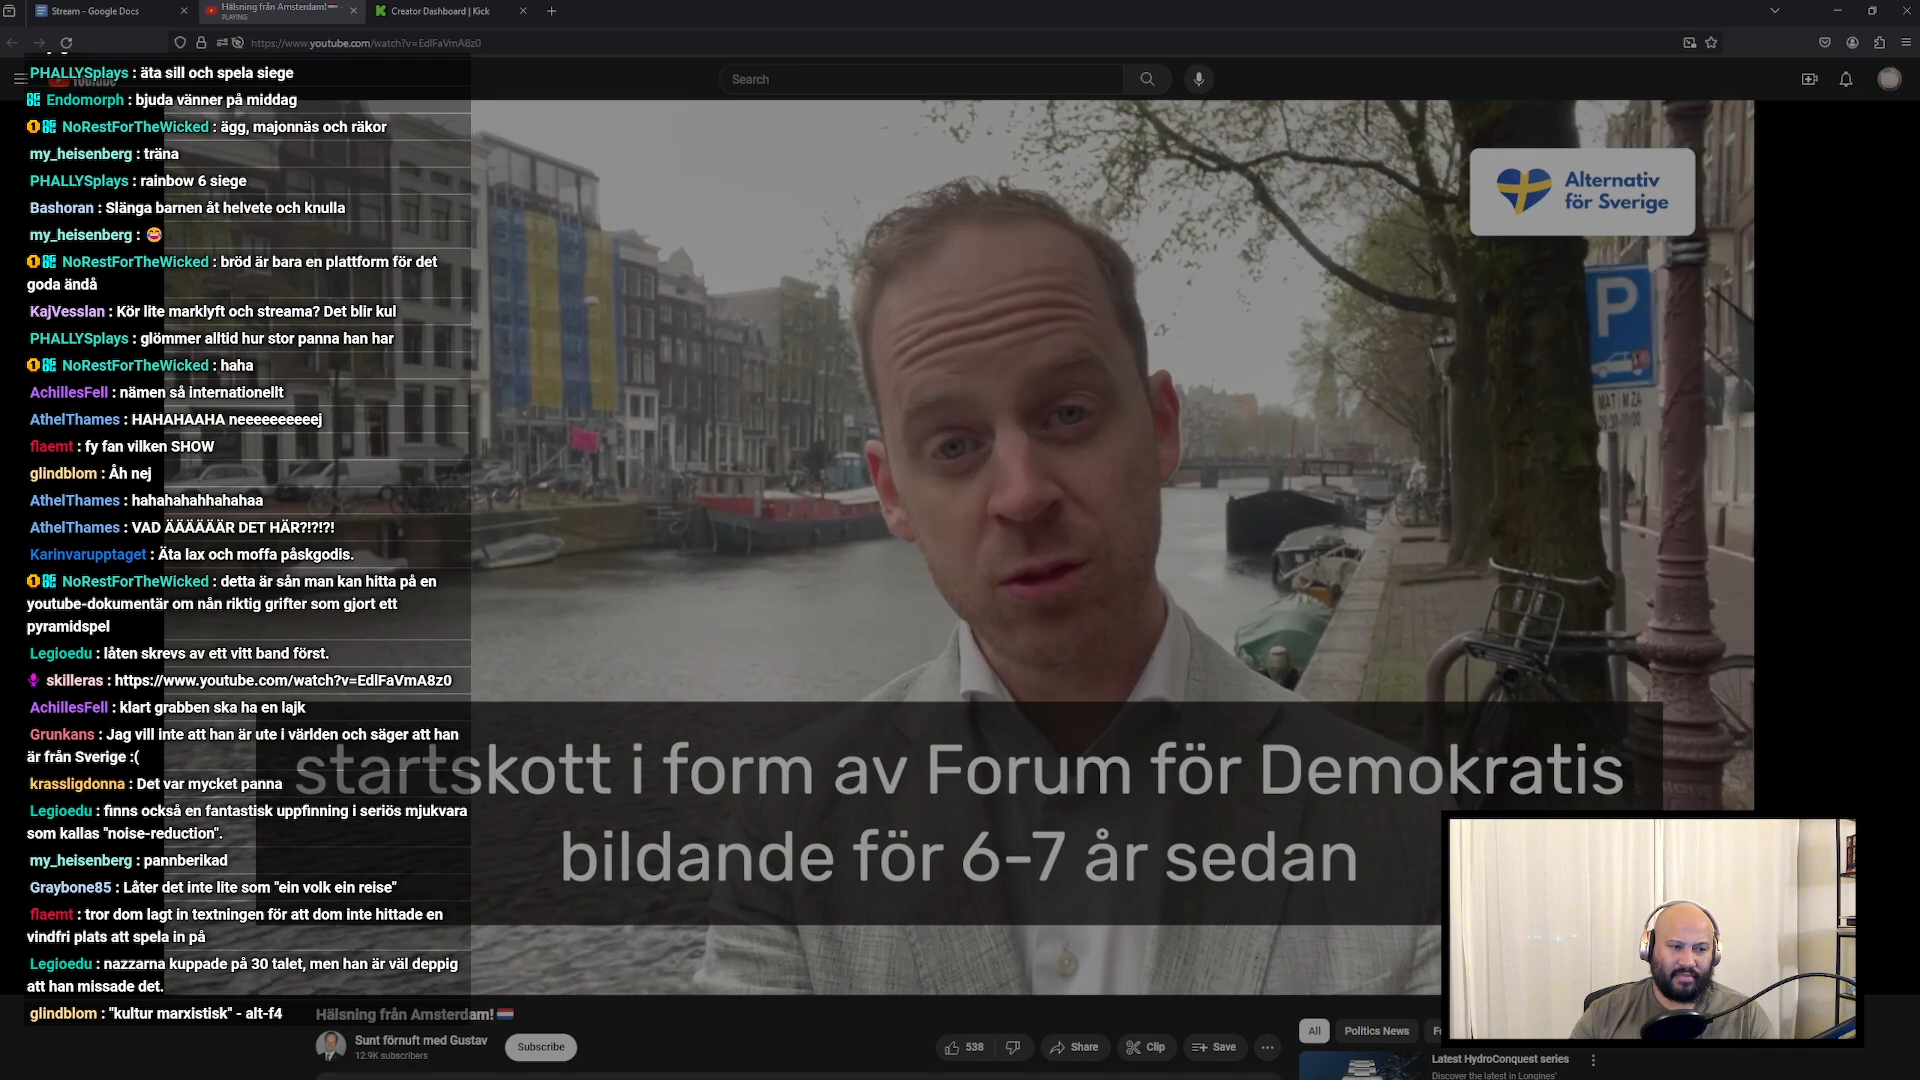 Stream - Google Docs
Hälsning från Amsterdam!
PLAYING
Creator Dashboard | Kick
https://www.youtube.com/watch?v=EdlFaVmA8z0
Search
PHALLYSplays : äta sill och spela siege
Endomorph : bjuda vänner på middag
NoRestForTheWicked : ägg, majonnäs och räkor
my_heisenberg : träna
PHALLYSplays : rainbow 6 siege
Bashoran : Slänga barnen åt helvete och knulla
my_heisenberg : 😂
NoRestForTheWicked : bröd är bara en plattform för det
goda ändå
KajVesslan : Kör lite marklyft och streama? Det blir kul
PHALLYSplays : glömmer alltid hur stor panna han har
NoRestForTheWicked : haha
AchillesFell : nämen så internationellt
AthelThames : HAHAHAAHA neeeeeeeeeej
flaemt : fy fan vilken SHOW
glindblom : Åh nej
AthelThames : hahahahahhahahaa
AthelThames : VAD ÄÄÄÄÄÄR DET HÄR?!?!?!
Karinvarupptaget : Äta lax och moffa påskgodis.
NoRestForTheWicked : detta är sån man kan hitta på en
youtube-dokumentär om nån riktig grifter som gjort ett
pyramidspel
Legioedu : låten skrevs av ett vitt band först.
skilleras : https://www.youtube.com/watch?v=EdlFaVmA8z0
AchillesFell : klart grabben ska ha en lajk
Grunkans : Jag vill inte att han är ute i världen och säger att han
är från Sverige :(
krassligdonna : Det var mycket panna
Legioedu : finns också en fantastisk uppfinning i seriös mjukvara
som kallas "noise-reduction".
my_heisenberg : pannberikad
Graybone85 : Låter det inte lite som "ein volk ein reise"
flaemt : tror dom lagt in textningen för att dom inte hittade en
vindfri plats att spela in på
Legioedu : nazzarna kuppade på 30 talet, men han är väl deppig
att han missade det.
glindblom : "kultur marxistisk" - alt-f4
Alternativ
för Sverige
P
startskott i form av Forum för Demokratis
bildande för 6-7 år sedan
Hälsning från Amsterdam!
Sunt förnuft med Gustav
12.9K subscribers
Subscribe
538
Share
Clip
Save
All
Politics News
Latest HydroConquest series
Discover the latest in Longines'